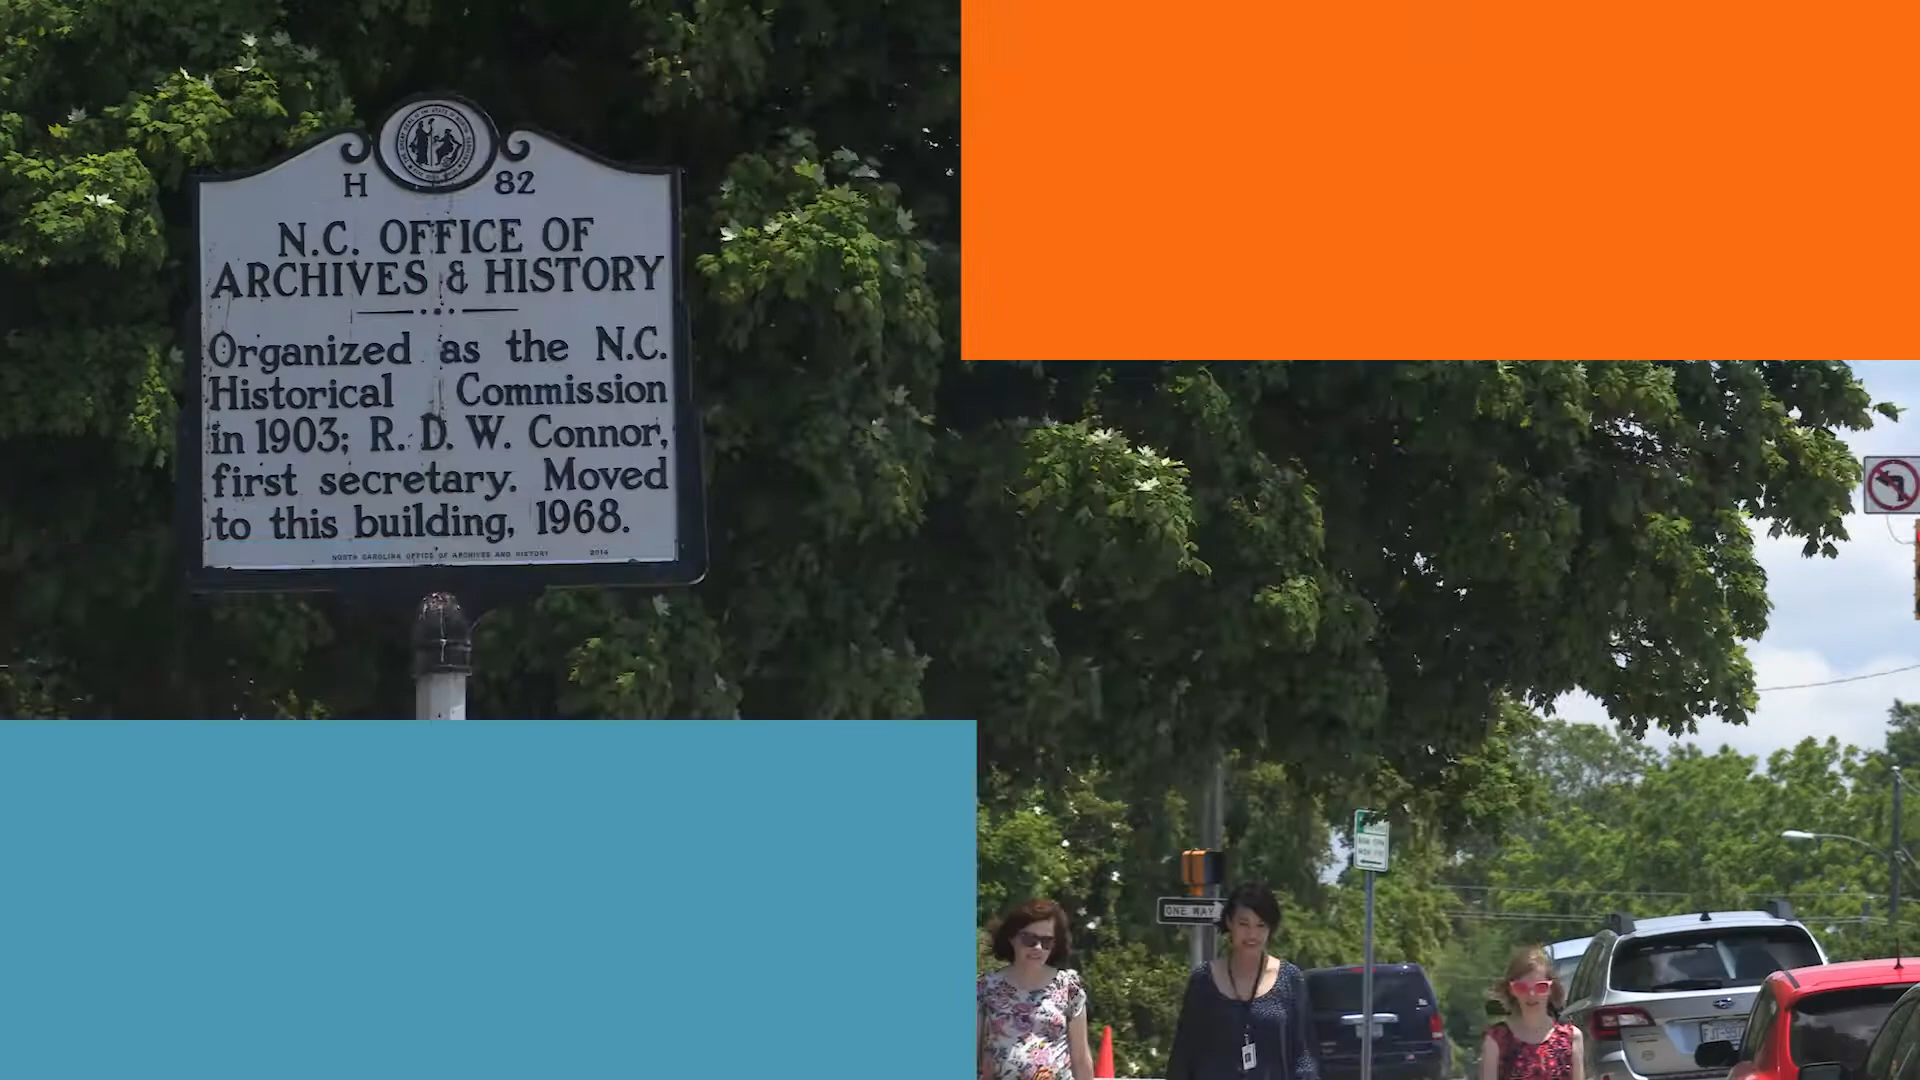 H 82
N.C. OFFICE OF
ARCHIVES & HISTORY
Organized as the N.C.
Historical Commission
in 1903; R. D. W. Connor,
first secretary. Moved
to this building, 1968.
NORTH CAROLINA OFFICE OF ARCHIVES AND HISTORY 2014
ONE WAY